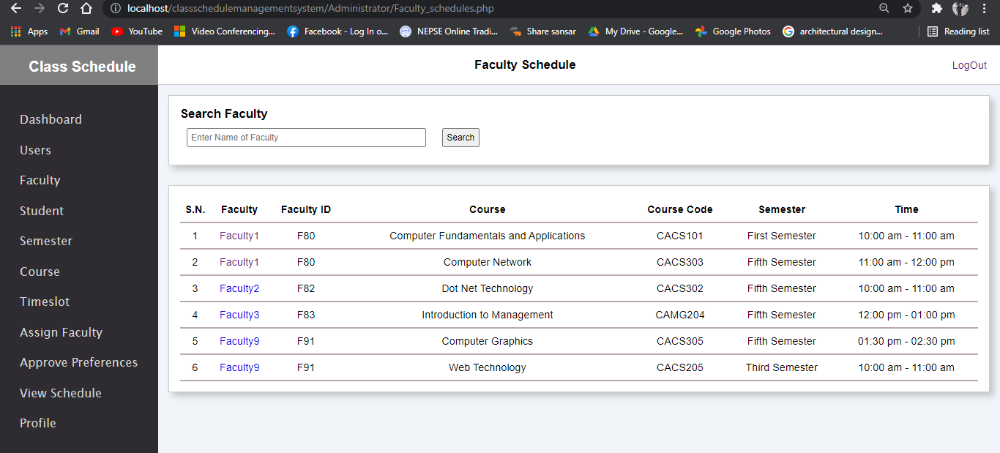 localhost/classschedulemanagementsystem/Administrator/Faculty_schedules.php
Apps Gmail YouTube Video Conferencing... Facebook - Log In o... NEPSE Online Tradi... Share sansar My Drive - Google... Google Photos architectural design... Reading list
Class Schedule
Faculty Schedule
LogOut
Dashboard
Users
Faculty
Student
Semester
Course
Timeslot
Assign Faculty
Approve Preferences
View Schedule
Profile
Search Faculty
Enter Name of Faculty Search
S.N. Faculty Faculty ID Course Course Code Semester Time
1 Faculty1 F80 Computer Fundamentals and Applications CACS101 First Semester 10:00 am - 11:00 am
2 Faculty1 F80 Computer Network CACS303 Fifth Semester 11:00 am - 12:00 pm
3 Faculty2 F82 Dot Net Technology CACS302 Fifth Semester 10:00 am - 11:00 am
4 Faculty3 F83 Introduction to Management CAMG204 Fifth Semester 12:00 pm - 01:00 pm
5 Faculty9 F91 Computer Graphics CACS305 Fifth Semester 01:30 pm - 02:30 pm
6 Faculty9 F91 Web Technology CACS205 Third Semester 10:00 am - 11:00 am